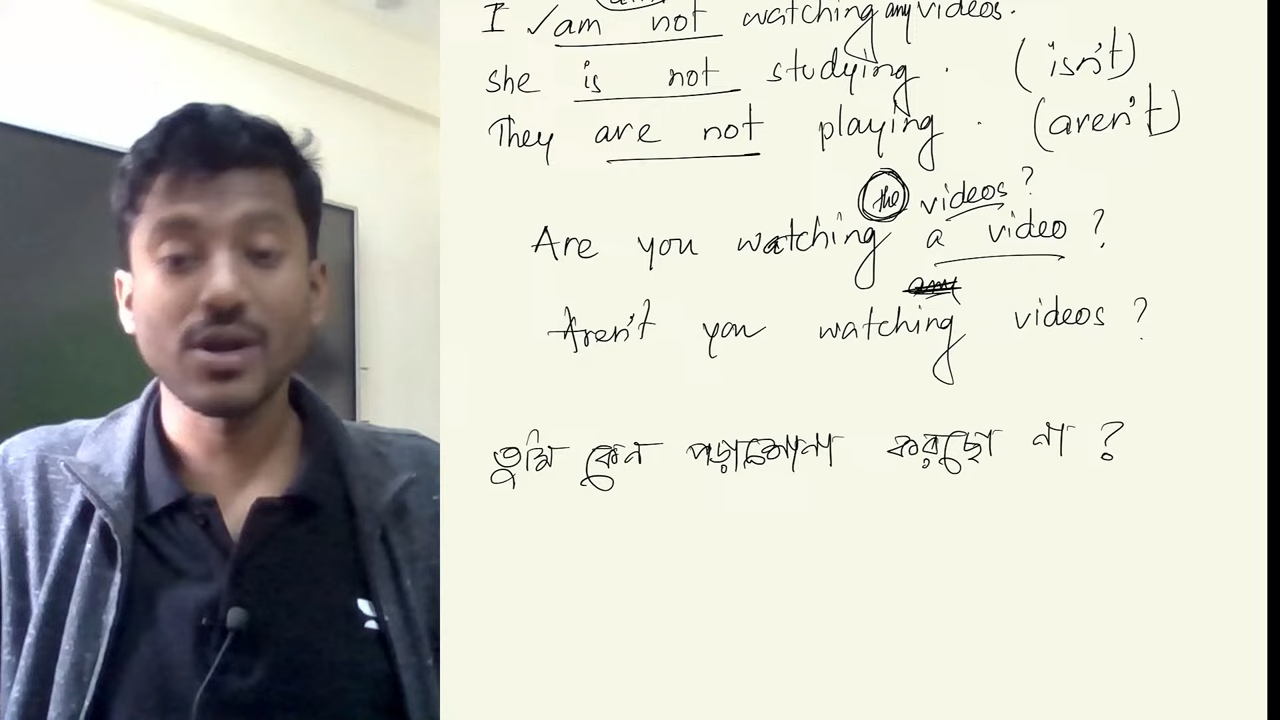 I ✓am not watching any videos.
she is not studying. (isn't)
They are not playing. (aren't)
the videos?
Are you watching a video?
Aren't you watching videos?
তুমি কেন পড়াশোনা করছো না?